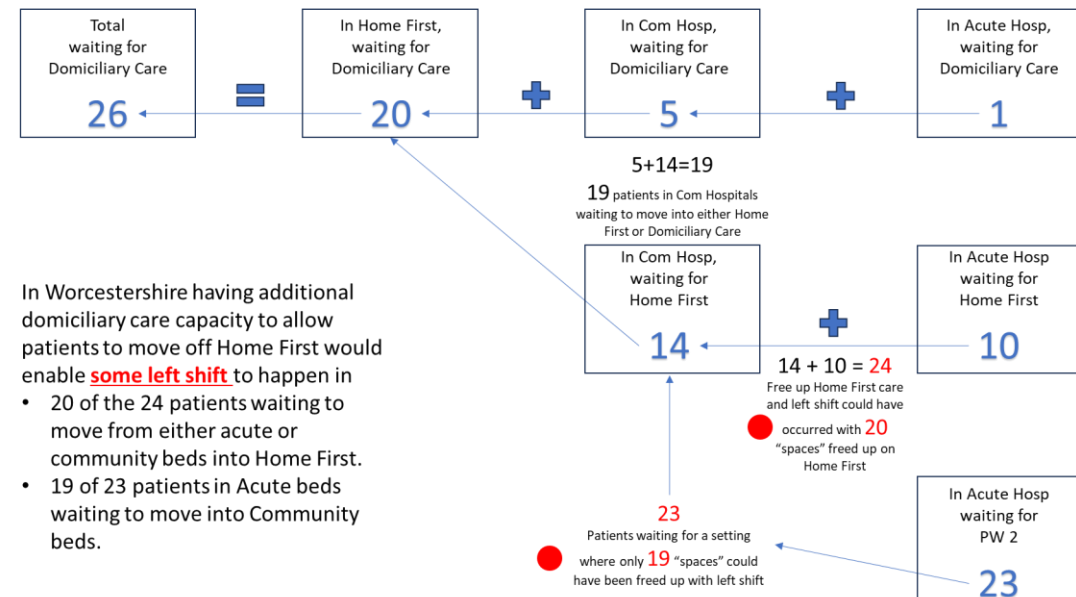 Total
waiting for
Domiciliary Care
26
=
In Home First,
waiting for
Domiciliary Care
20
+
In Com Hosp,
waiting for
Domiciliary Care
5
+
In Acute Hosp,
waiting for
Domiciliary Care
1
5+14=19
19 patients in Com Hospitals
waiting to move into either Home
First or Domiciliary Care
In Com Hosp,
waiting for
Home First
14
+
In Acute Hosp
waiting for
Home First
10
14 + 10 = 24
Free up Home First care
and left shift could have
occurred with 20
“spaces” freed up on
Home First
In Worcestershire having additional
domiciliary care capacity to allow
patients to move off Home First would
enable some left shift to happen in
• 20 of the 24 patients waiting to
move from either acute or
community beds into Home First.
• 19 of 23 patients in Acute beds
waiting to move into Community
beds.
23
Patients waiting for a setting
where only 19 “spaces” could
have been freed up with left shift
In Acute Hosp
waiting for
PW 2
23